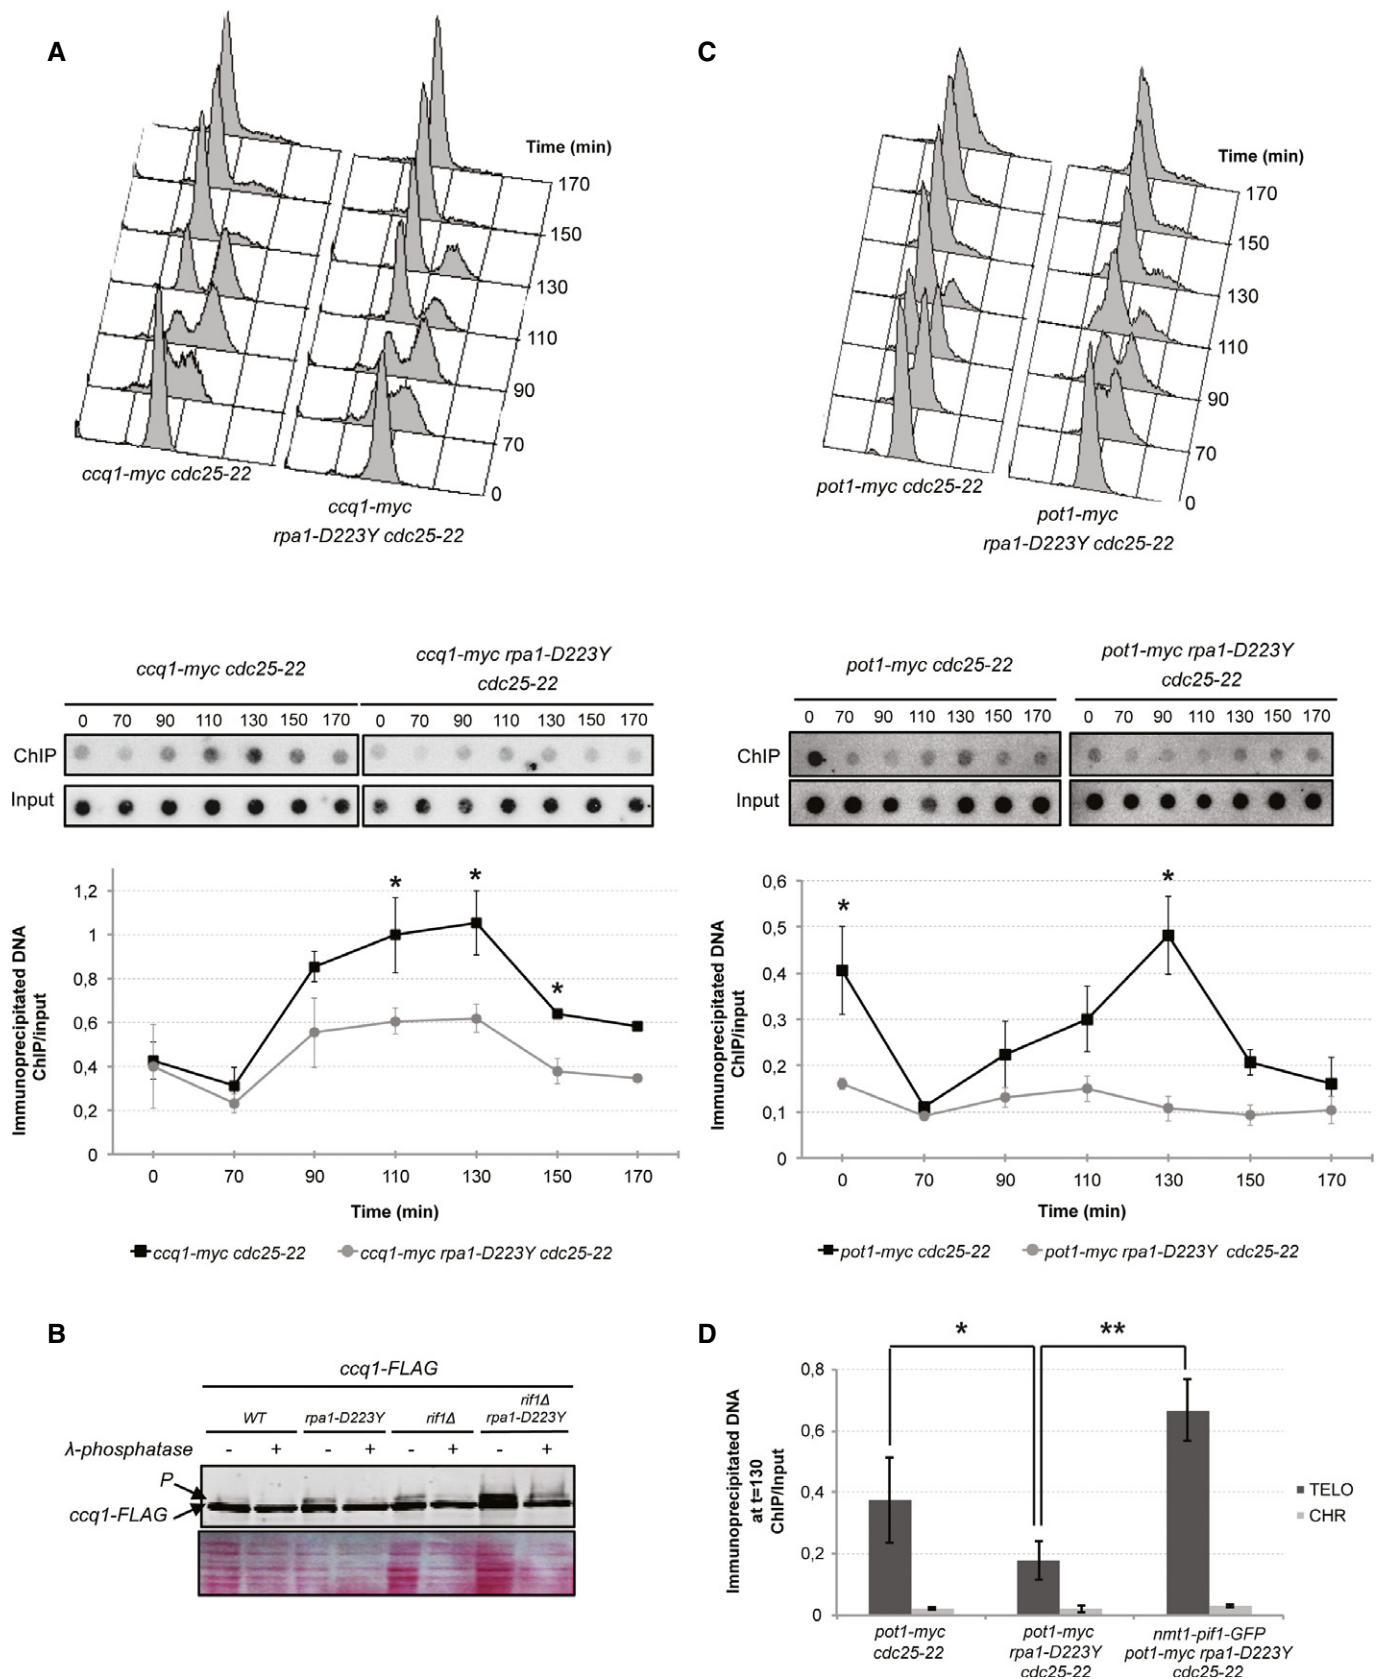 A
Time (min)
170
150
130
110
90
70
0
ccq1-myc cdc25-22
ccq1-myc
rpa1-D223Y cdc25-22
ccq1-myc cdc25-22
ccq1-myc rpa1-D223Y
cdc25-22
0 70 90 110 130 150 170 0 70 90 110 130 150 170
ChIP
Input
Immunoprecipitated DNA
ChIP/input
1,2
1
0,8
0,6
0,4
0,2
0
* * *
0 70 90 110 130 150 170
Time (min)
ccq1-myc cdc25-22 ccq1-myc rpa1-D223Y cdc25-22
B
ccq1-FLAG
WT rpa1-D223Y rif1Δ rif1Δ
rpa1-D223Y
λ-phosphatase - + - + - + - +
P
ccq1-FLAG
C
Time (min)
170
150
130
110
90
70
0
pot1-myc cdc25-22
pot1-myc
rpa1-D223Y cdc25-22
pot1-myc cdc25-22
pot1-myc rpa1-D223Y
cdc25-22
0 70 90 110 130 150 170 0 70 90 110 130 150 170
ChIP
Input
Immunoprecipitated DNA
ChIP/input
0,6
0,5
0,4
0,3
0,2
0,1
0
* *
0 70 90 110 130 150 170
Time (min)
pot1-myc cdc25-22 pot1-myc rpa1-D223Y cdc25-22
D
* **
Immunoprecipitated DNA
at t=130
ChIP/Input
0,8
0,6
0,4
0,2
0
TELO
CHR
pot1-myc
cdc25-22
pot1-myc
rpa1-D223Y
cdc25-22
nmt1-pif1-GFP
pot1-myc rpa1-D223Y
cdc25-22